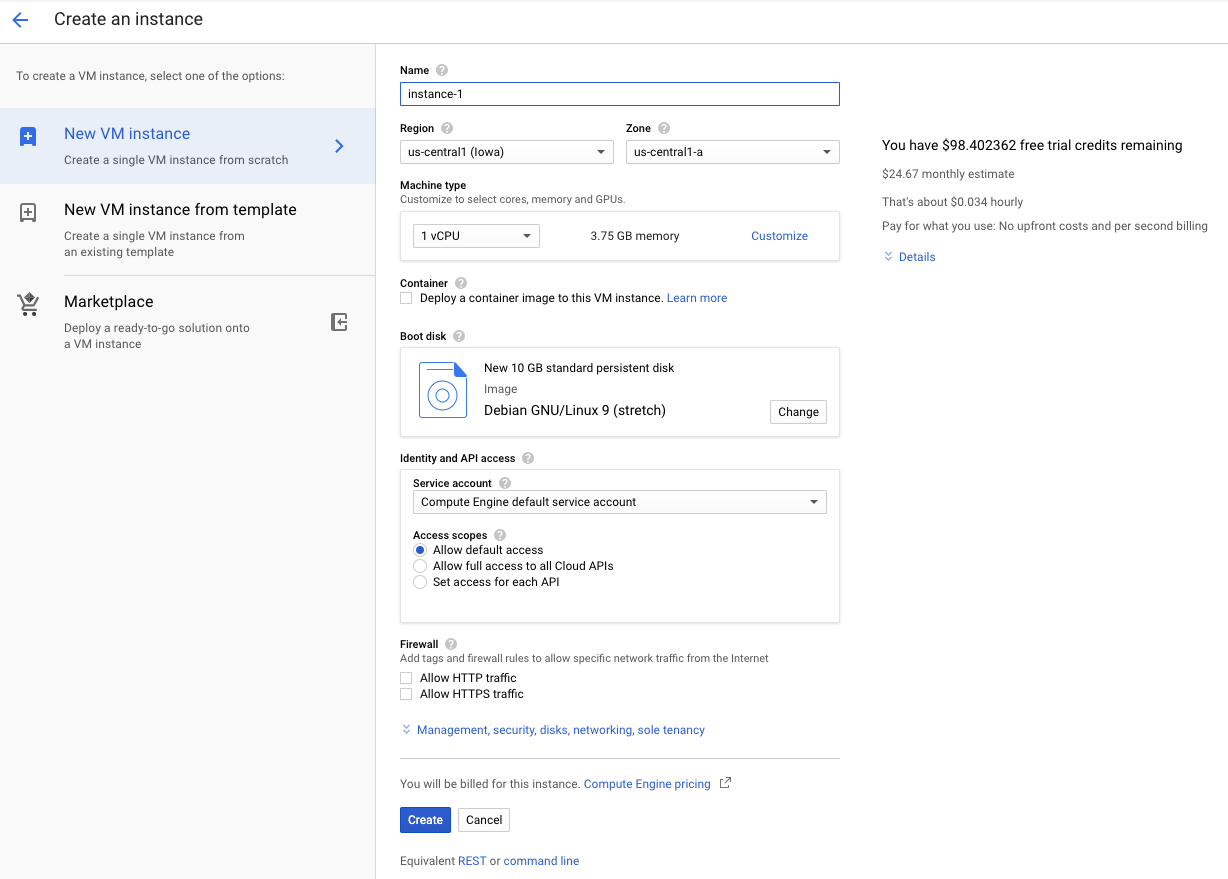 Create an instance
To create a VM instance, select one of the options:
New VM instance
Create a single VM instance from scratch
New VM instance from template
Create a single VM instance from
an existing template
Marketplace
Deploy a ready-to-go solution onto
a VM instance
Name
instance-1
Region
Zone
us-central1 (Iowa)
us-central1-a
Machine type
Customize to select cores, memory and GPUs.
1 vCPU
3.75 GB memory
Customize
Container
Deploy a container image to this VM instance. Learn more
Boot disk
New 10 GB standard persistent disk
Image
Debian GNU/Linux 9 (stretch)
Change
Identity and API access
Service account
Compute Engine default service account
Access scopes
Allow default access
Allow full access to all Cloud APIs
Set access for each API
Firewall
Add tags and firewall rules to allow specific network traffic from the Internet
Allow HTTP traffic
Allow HTTPS traffic
Management, security, disks, networking, sole tenancy
You will be billed for this instance. Compute Engine pricing
Create
Cancel
Equivalent REST or command line
You have $98.402362 free trial credits remaining
$24.67 monthly estimate
That's about $0.034 hourly
Pay for what you use: No upfront costs and per second billing
Details